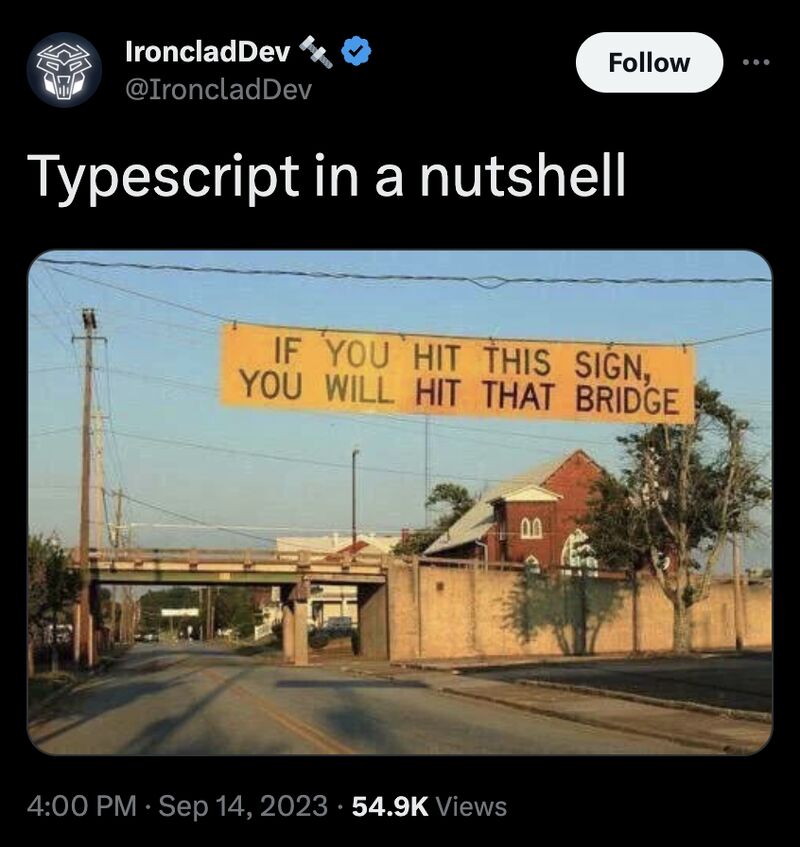 IroncladDev
@IroncladDev
Follow
Typescript in a nutshell
IF YOU HIT THIS SIGN,
YOU WILL HIT THAT BRIDGE
4:00 PM · Sep 14, 2023 · 54.9K Views